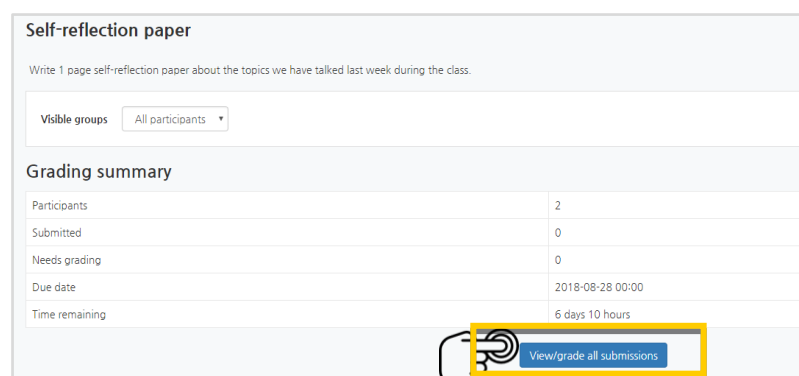 Self-reflection paper
Write 1 page self-reflection paper about the topics we have talked last week during the class.
Visible groups All participants
Grading summary
Participants 2
Submitted 0
Needs grading 0
Due date 2018-08-28 00:00
Time remaining 6 days 10 hours
View/grade all submissions